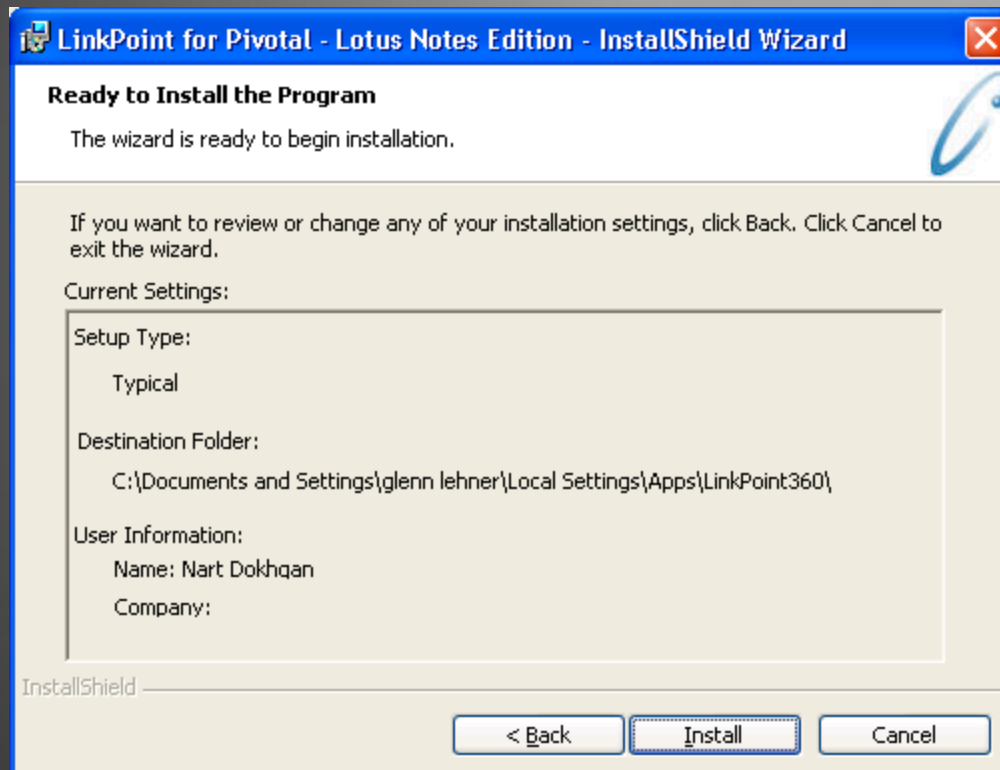 LinkPoint for Pivotal - Lotus Notes Edition - InstallShield Wizard
Ready to Install the Program
The wizard is ready to begin installation.
If you want to review or change any of your installation settings, click Back. Click Cancel to
exit the wizard.
Current Settings:
Setup Type:
Typical
Destination Folder:
C:\Documents and Settings\glenn lehner\Local Settings\Apps\LinkPoint360\
User Information:
Name: Nart Dokhqan
Company:
InstallShield
< Back
Install
Cancel